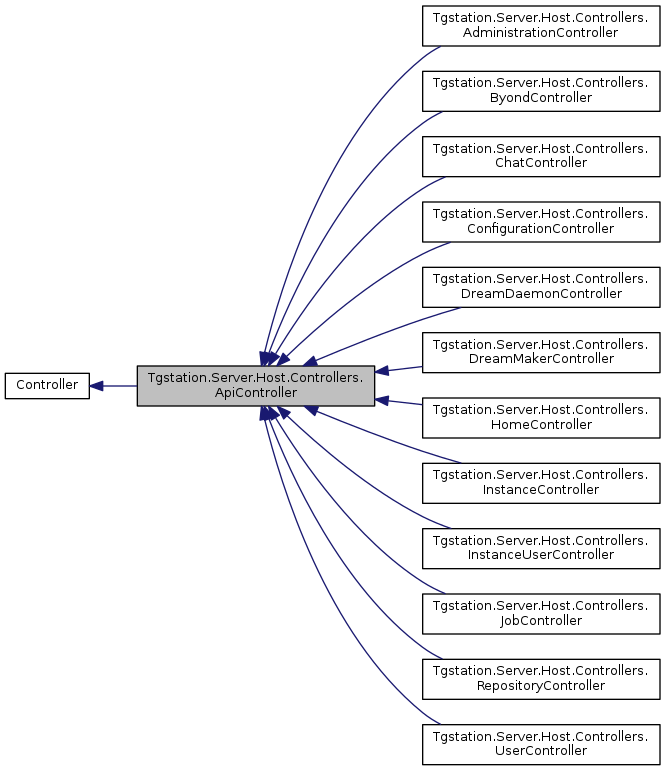 Controller
Tgstation.Server.Host.Controllers.
ApiController
Tgstation.Server.Host.Controllers.
AdministrationController
Tgstation.Server.Host.Controllers.
ByondController
Tgstation.Server.Host.Controllers.
ChatController
Tgstation.Server.Host.Controllers.
ConfigurationController
Tgstation.Server.Host.Controllers.
DreamDaemonController
Tgstation.Server.Host.Controllers.
DreamMakerController
Tgstation.Server.Host.Controllers.
HomeController
Tgstation.Server.Host.Controllers.
InstanceController
Tgstation.Server.Host.Controllers.
InstanceUserController
Tgstation.Server.Host.Controllers.
JobController
Tgstation.Server.Host.Controllers.
RepositoryController
Tgstation.Server.Host.Controllers.
UserController